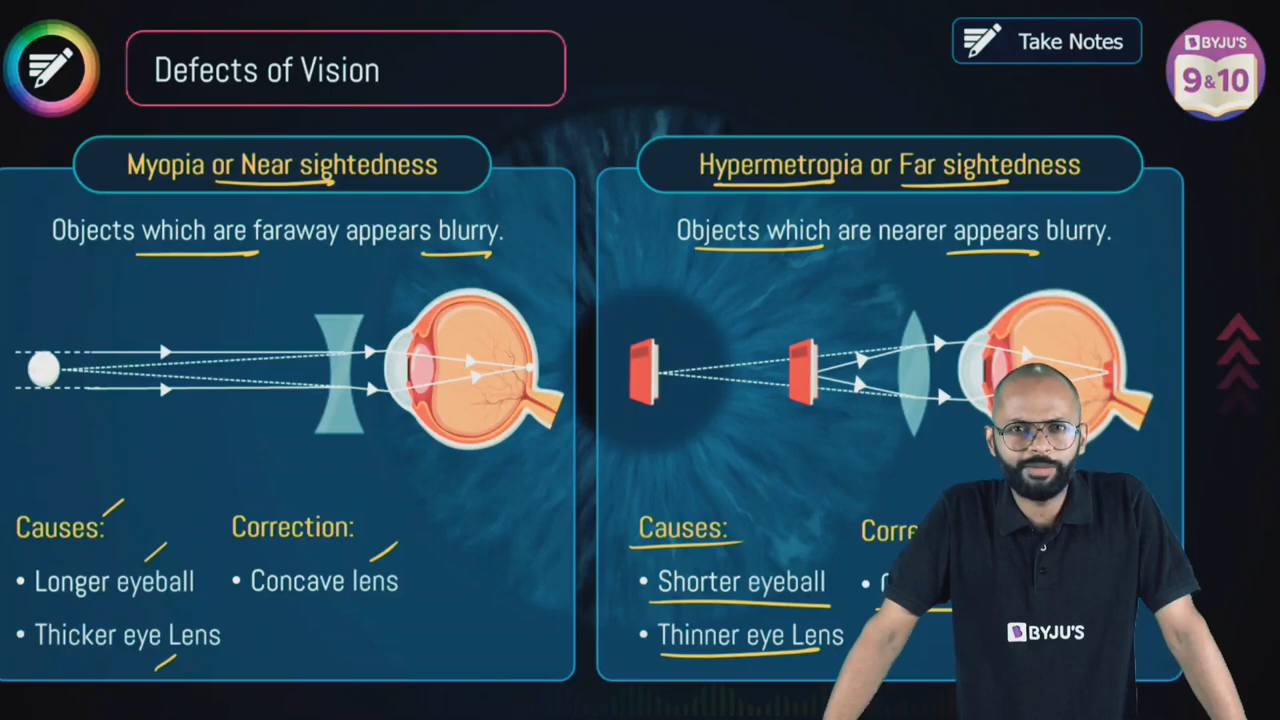 Defects of Vision
Take Notes
BYJU'S
9&10
Myopia or Near sightedness
Objects which are faraway appears blurry.
Causes:
• Longer eyeball
• Thicker eye Lens
Correction:
• Concave lens
Hypermetropia or Far sightedness
Objects which are nearer appears blurry.
Causes:
• Shorter eyeball
• Thinner eye Lens
BYJU'S